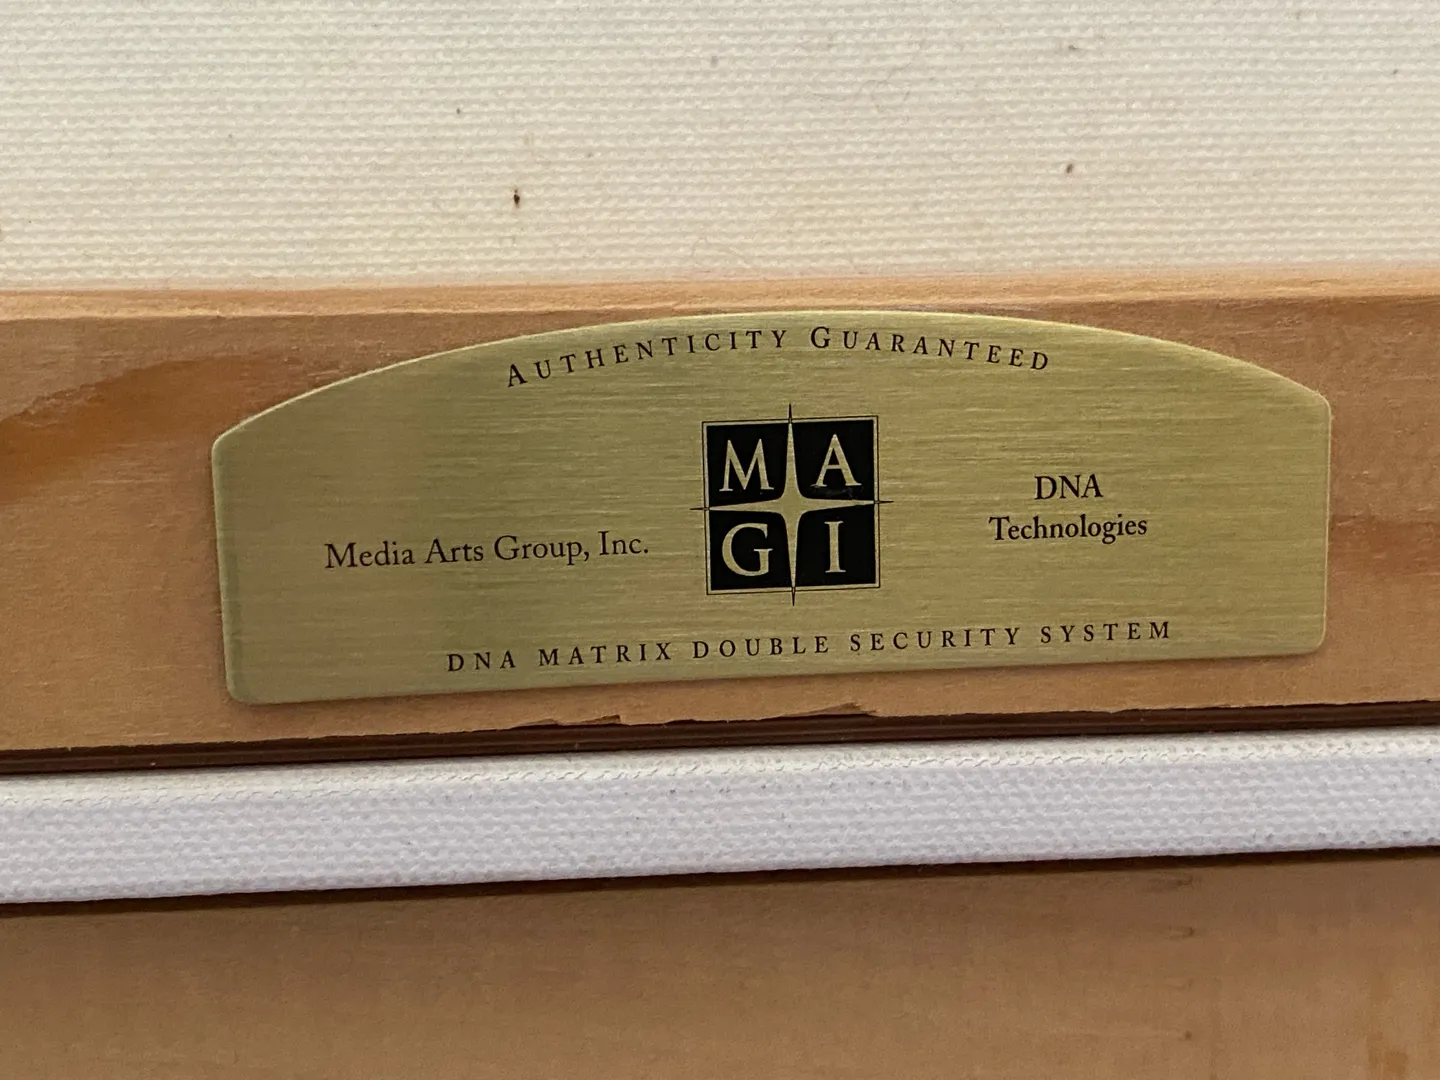 AUTHENTICITY GUARANTEED
MA
GI
Media Arts Group, Inc.
DNA
Technologies
DNA MATRIX DOUBLE SECURITY SYSTEM